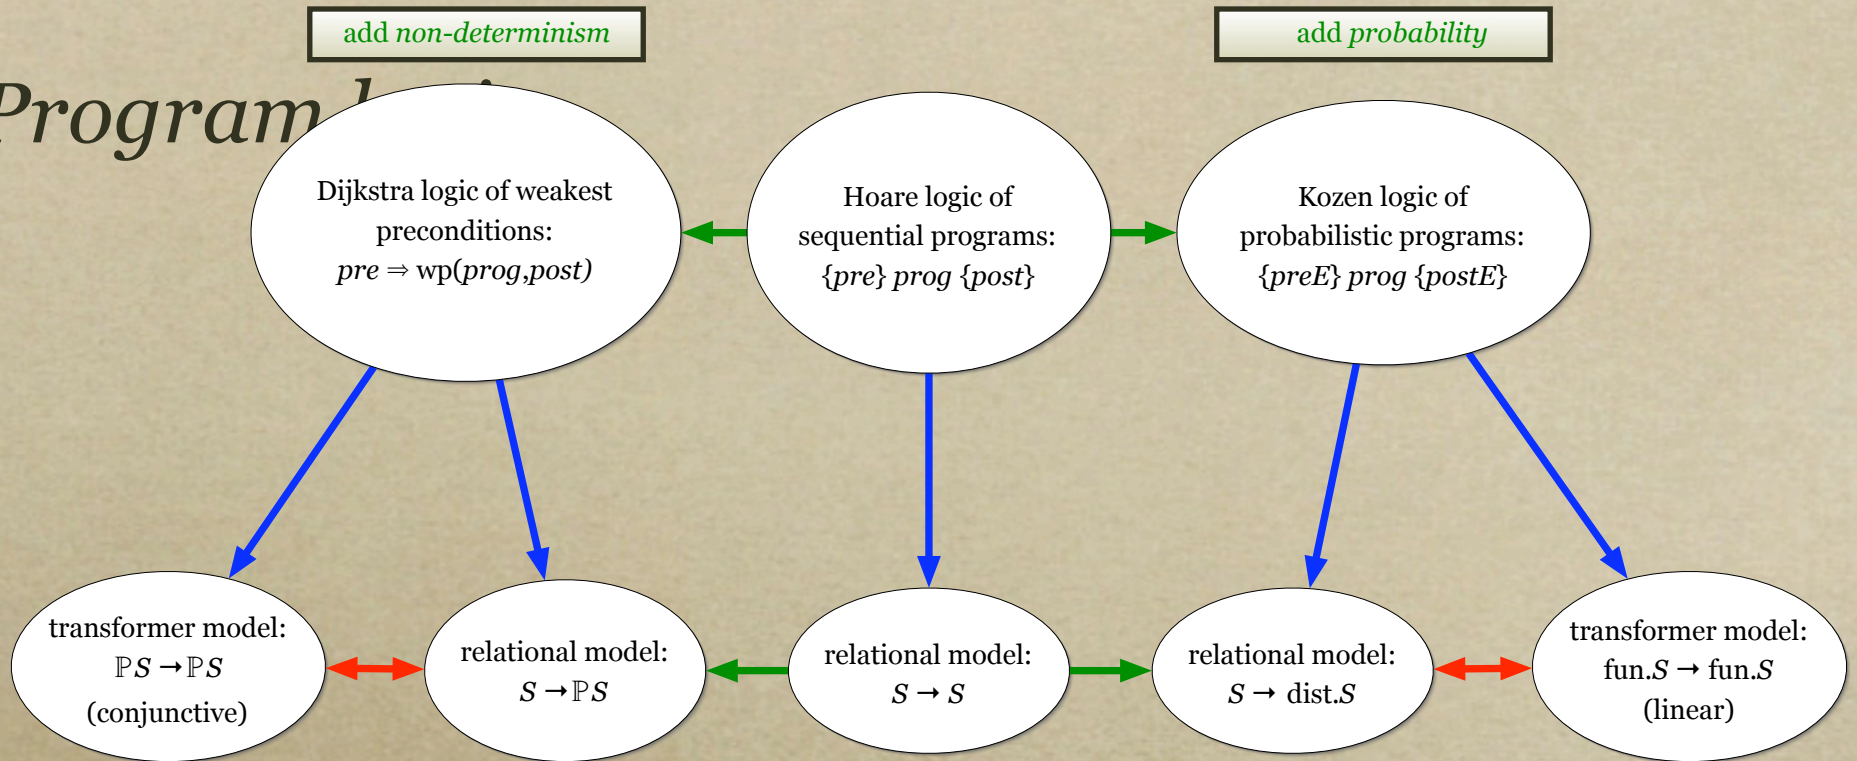 add non-determinism
add probability
Program
Dijkstra logic of weakest
preconditions:
pre ⇒ wp(prog,post)
Hoare logic of
sequential programs:
{pre} prog {post}
Kozen logic of
probabilistic programs:
{preE} prog {postE}
transformer model:
ℙS → ℙS
(conjunctive)
relational model:
S → ℙS
relational model:
S → S
relational model:
S → dist.S
transformer model:
fun.S → fun.S
(linear)